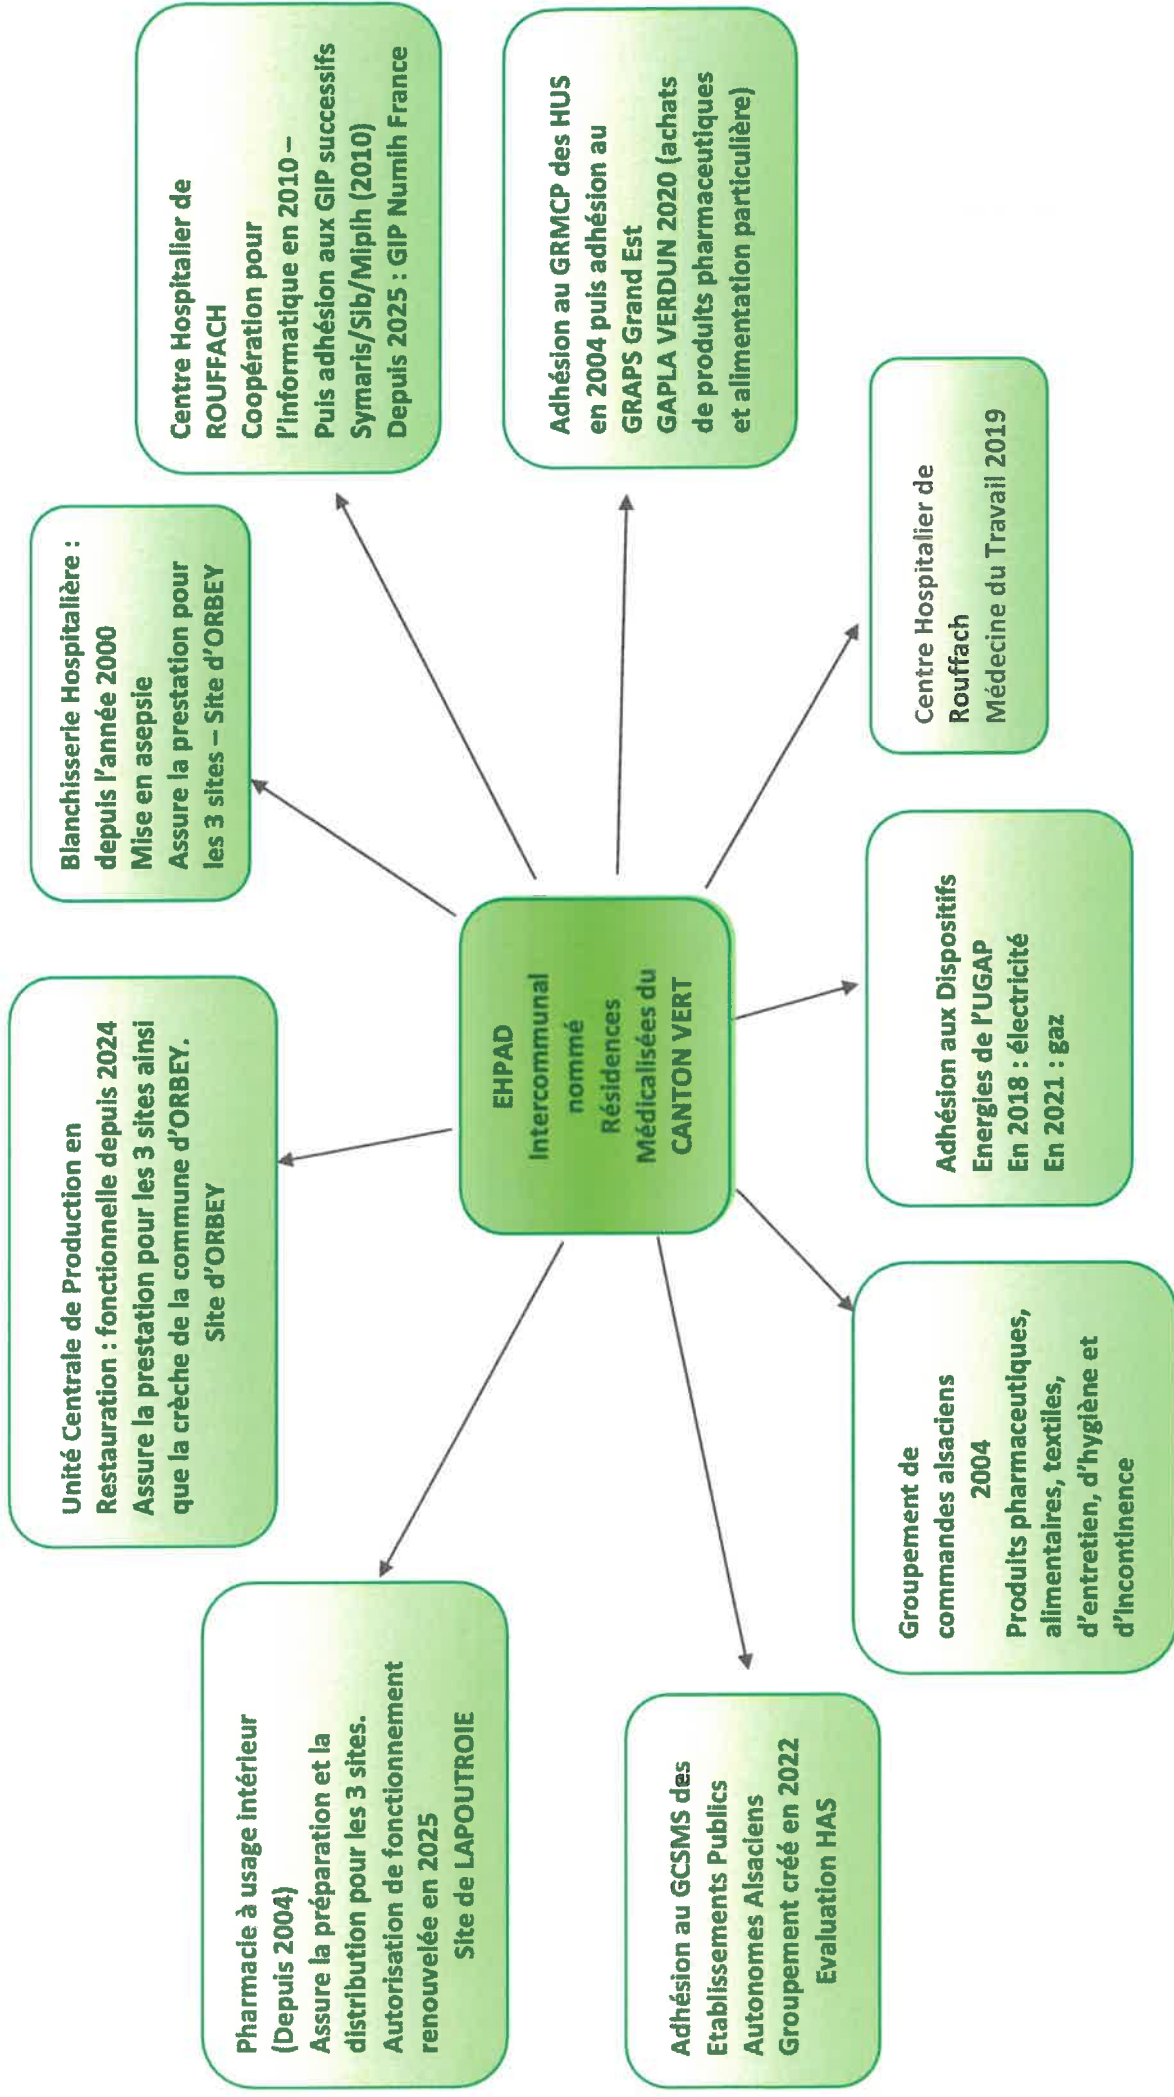 Pharmacie à usage intérieur
(Depuis 2004)
Assure la préparation et la
distribution pour les 3 sites.
Autorisation de fonctionnement
renouvelée en 2025
Site de LAPOUTROIE
Unité Centrale de Production en
Restauration : fonctionnelle depuis 2024
Assure la prestation pour les 3 sites ainsi
que la crèche de la commune d'ORBEY.
Site d'ORBEY
Blanchisserie Hospitalière :
depuis l'année 2000
Mise en asepsie
Assure la prestation pour
les 3 sites – Site d'ORBEY
Centre Hospitalier de
ROUFFACH
Coopération pour
l'Informatique en 2010 –
Puis adhésion aux GIP successifs
Symaris/Sib/Mipih (2010)
Depuis 2025 : GIP Numih France
EHPAD
Intercommunal
nommé
Résidences
Médicalisées du
CANTON VERT
Adhésion au GRMCP des HUS
en 2004 puis adhésion au
GRAPS Grand Est
GAPLA VERDUN 2020 (achats
de produits pharmaceutiques
et alimentation particulière)
Adhésion au GCSMS des
Etablissements Publics
Autonomes Alsaciens
Groupement créé en 2022
Evaluation HAS
Groupement de
commandes alsaciens
2004
Produits pharmaceutiques,
alimentaires, textiles,
d'entretien, d'hygiène et
d'incontinence
Adhésion aux Dispositifs
Energies de l'UGAP
En 2018 : électricité
En 2021 : gaz
Centre Hospitalier de
Rouffach
Médecine du Travail 2019